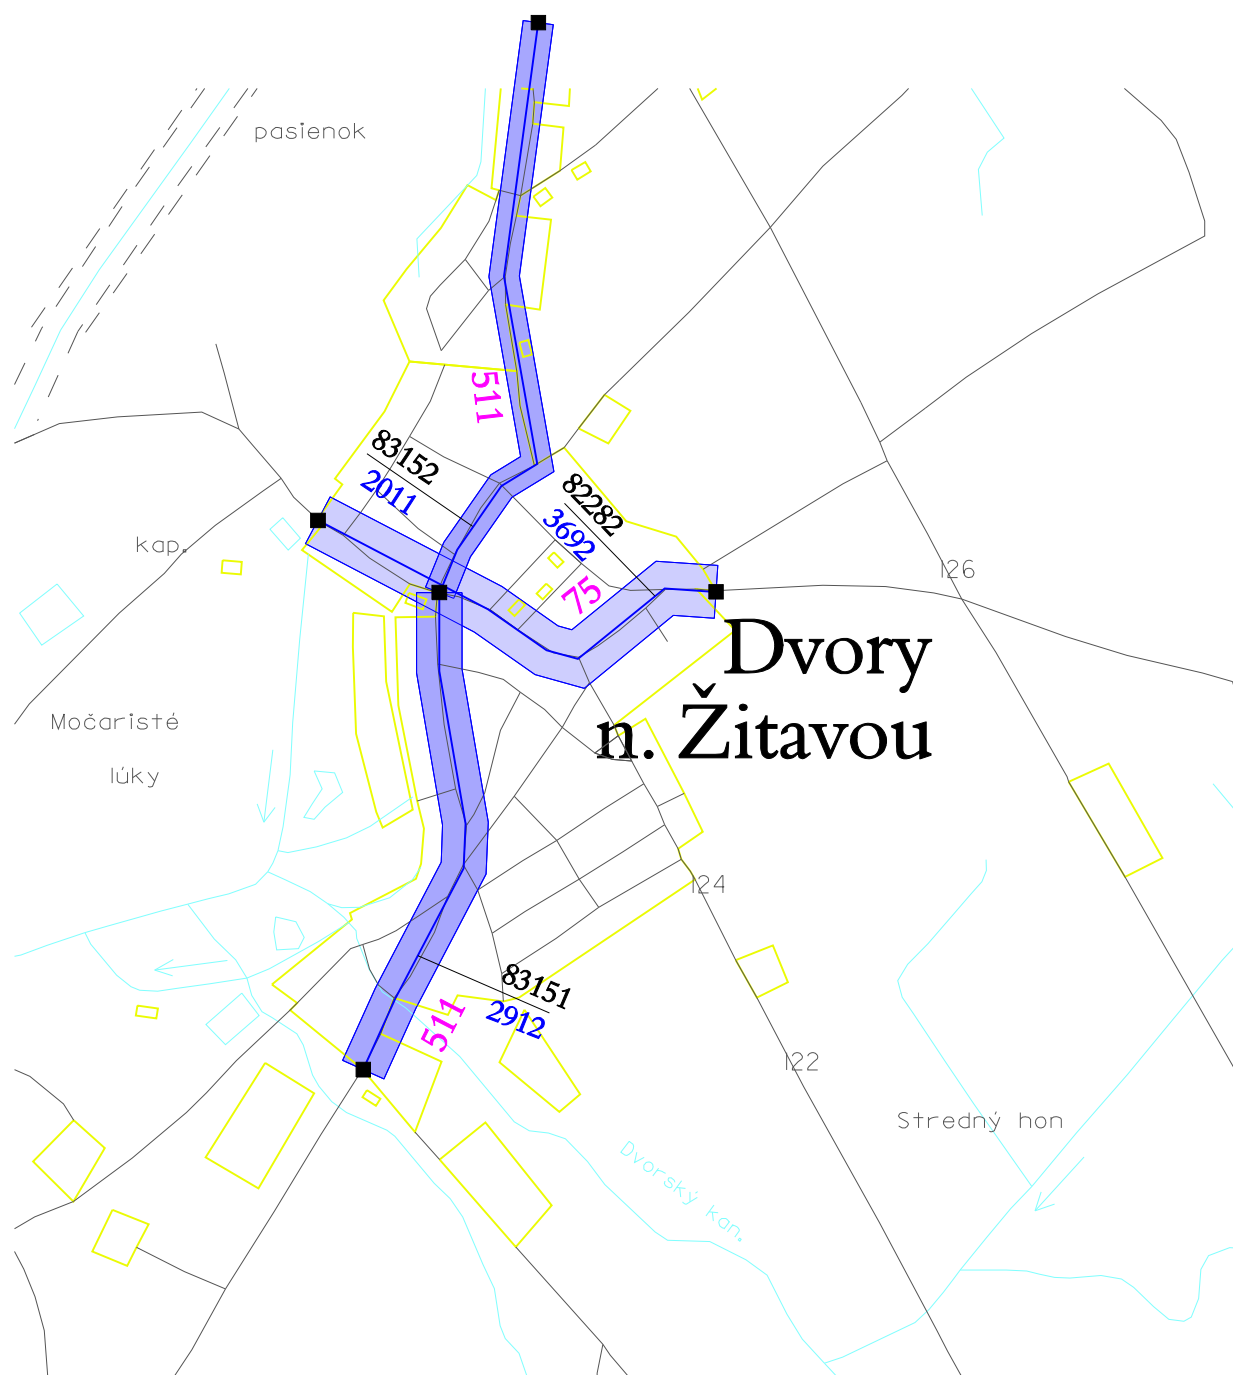 pasienok
511
83152
2011
82282
3692
75
kap.
126
Dvory
n. Žitavou
Močaristé
lúky
124
83151
2912
511
122
Stredný hon
Dvorský kan.